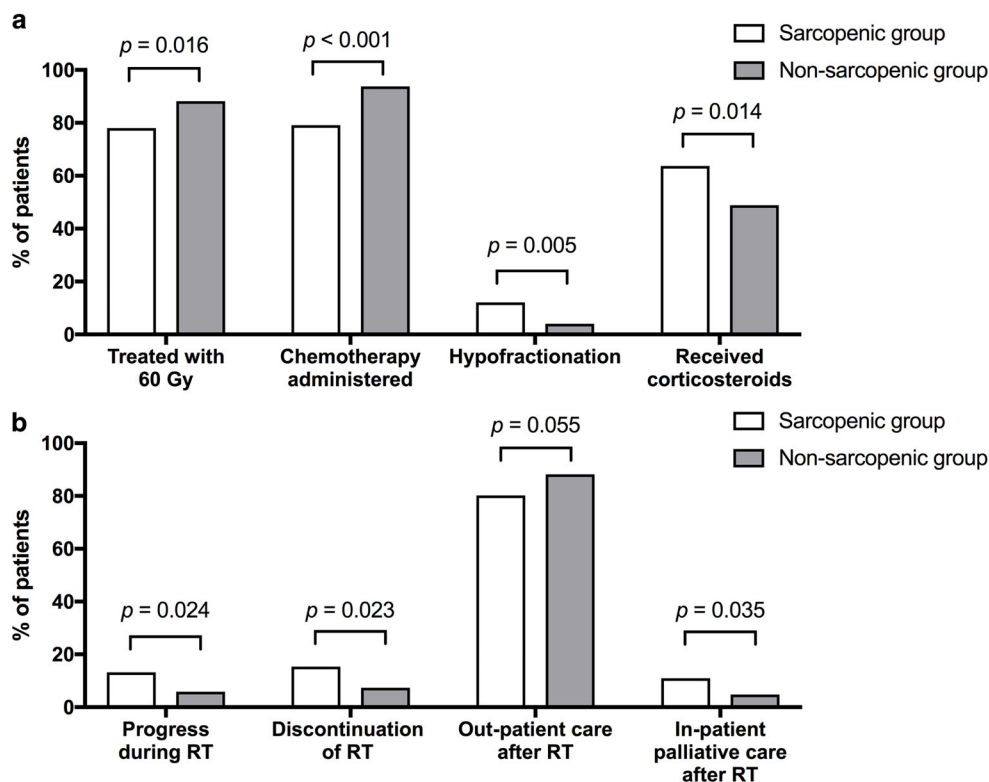 a
Sarcopenic group
Non-sarcopenic group
% of patients
100
80
60
40
20
0
p = 0.016
p < 0.001
p = 0.005
p = 0.014
Treated with
60 Gy
Chemotherapy
administered
Hypofractionation
Received
corticosteroids
b
Sarcopenic group
Non-sarcopenic group
% of patients
100
80
60
40
20
0
p = 0.024
p = 0.023
p = 0.055
p = 0.035
Progress
during RT
Discontinuation
of RT
Out-patient care
after RT
In-patient
palliative care
after RT